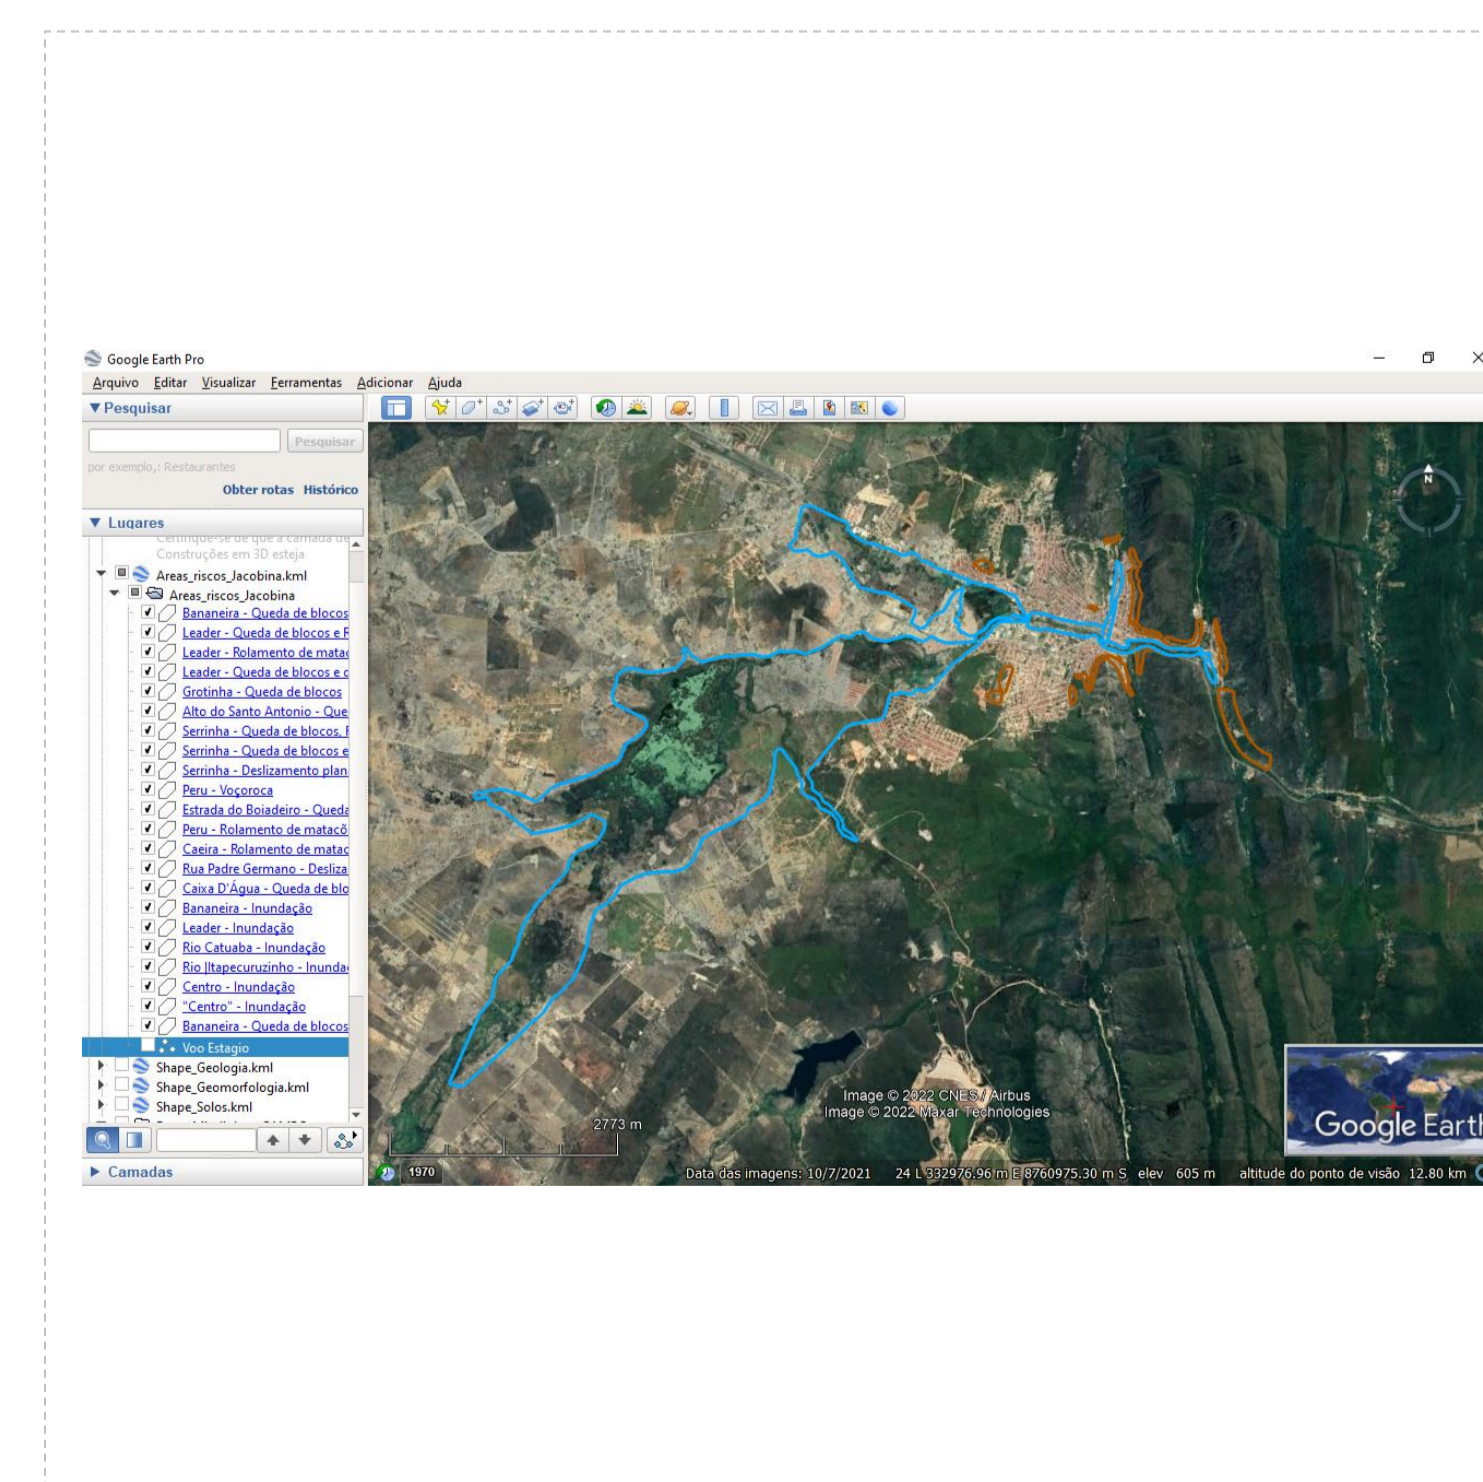 Google Earth Pro
Arquivo Editar Visualizar Ferramentas Adicionar Ajuda
Pesquisar
Pesquisar
por exemplo,: Restaurantes
Obter rotas Histórico
Lugares
Certifique-se de que a camada de
Construções em 3D esteja
Areas_riscos_Jacobina.kml
Areas_riscos_Jacobina
Bananeira - Queda de blocos
Leader - Queda de blocos e R
Leader - Rolamento de matac
Leader - Queda de blocos e d
Grotinha - Queda de blocos
Alto do Santo Antonio - Que
Serrinha - Queda de blocos, R
Serrinha - Queda de blocos e
Serrinha - Deslizamento plan
Peru - Voçoroca
Estrada do Boiadeiro - Queda
Peru - Rolamento de matacõ
Caeira - Rolamento de matac
Rua Padre Germano - Desliza
Caixa D'Água - Queda de blo
Bananeira - Inundação
Leader - Inundação
Rio Catuaba - Inundação
Rio |Itapecuruzinho - Inunda
Centro - Inundação
"Centro" - Inundação
Bananeira - Queda de blocos
Voo Estagio
Shape_Geologia.kml
Shape_Geomorfologia.kml
Shape_Solos.kml
Camadas
N
Image © 2022 CNES / Airbus
Image © 2022 Maxar Technologies
2773 m
Google Earth
1970
Data das imagens: 10/7/2021 24 L 332976.96 m E 8760975.30 m S elev 605 m altitude do ponto de visão 12.80 km